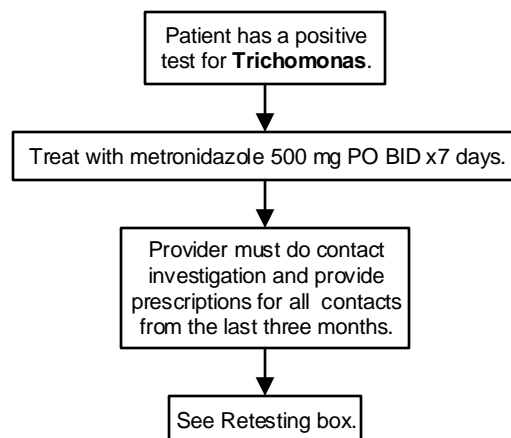 Patient has a positive
test for Trichomonas.
Treat with metronidazole 500 mg PO BID x7 days.
Provider must do contact
investigation and provide
prescriptions for all contacts
from the last three months.
See Retesting box.